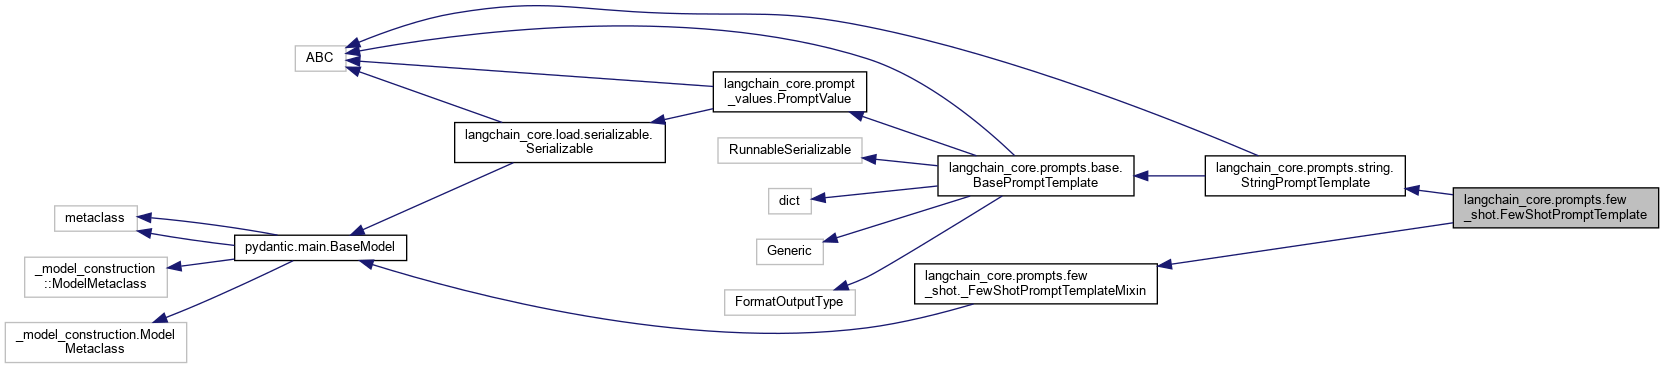 ABC
langchain_core.prompt
_values.PromptValue
langchain_core.load.serializable.
Serializable
RunnableSerializable
langchain_core.prompts.base.
BasePromptTemplate
langchain_core.prompts.string.
StringPromptTemplate
dict
langchain_core.prompts.few
_shot.FewShotPromptTemplate
metaclass
pydantic.main.BaseModel
Generic
_model_construction
::ModelMetaclass
langchain_core.prompts.few
_shot._FewShotPromptTemplateMixin
FormatOutputType
_model_construction.Model
Metaclass